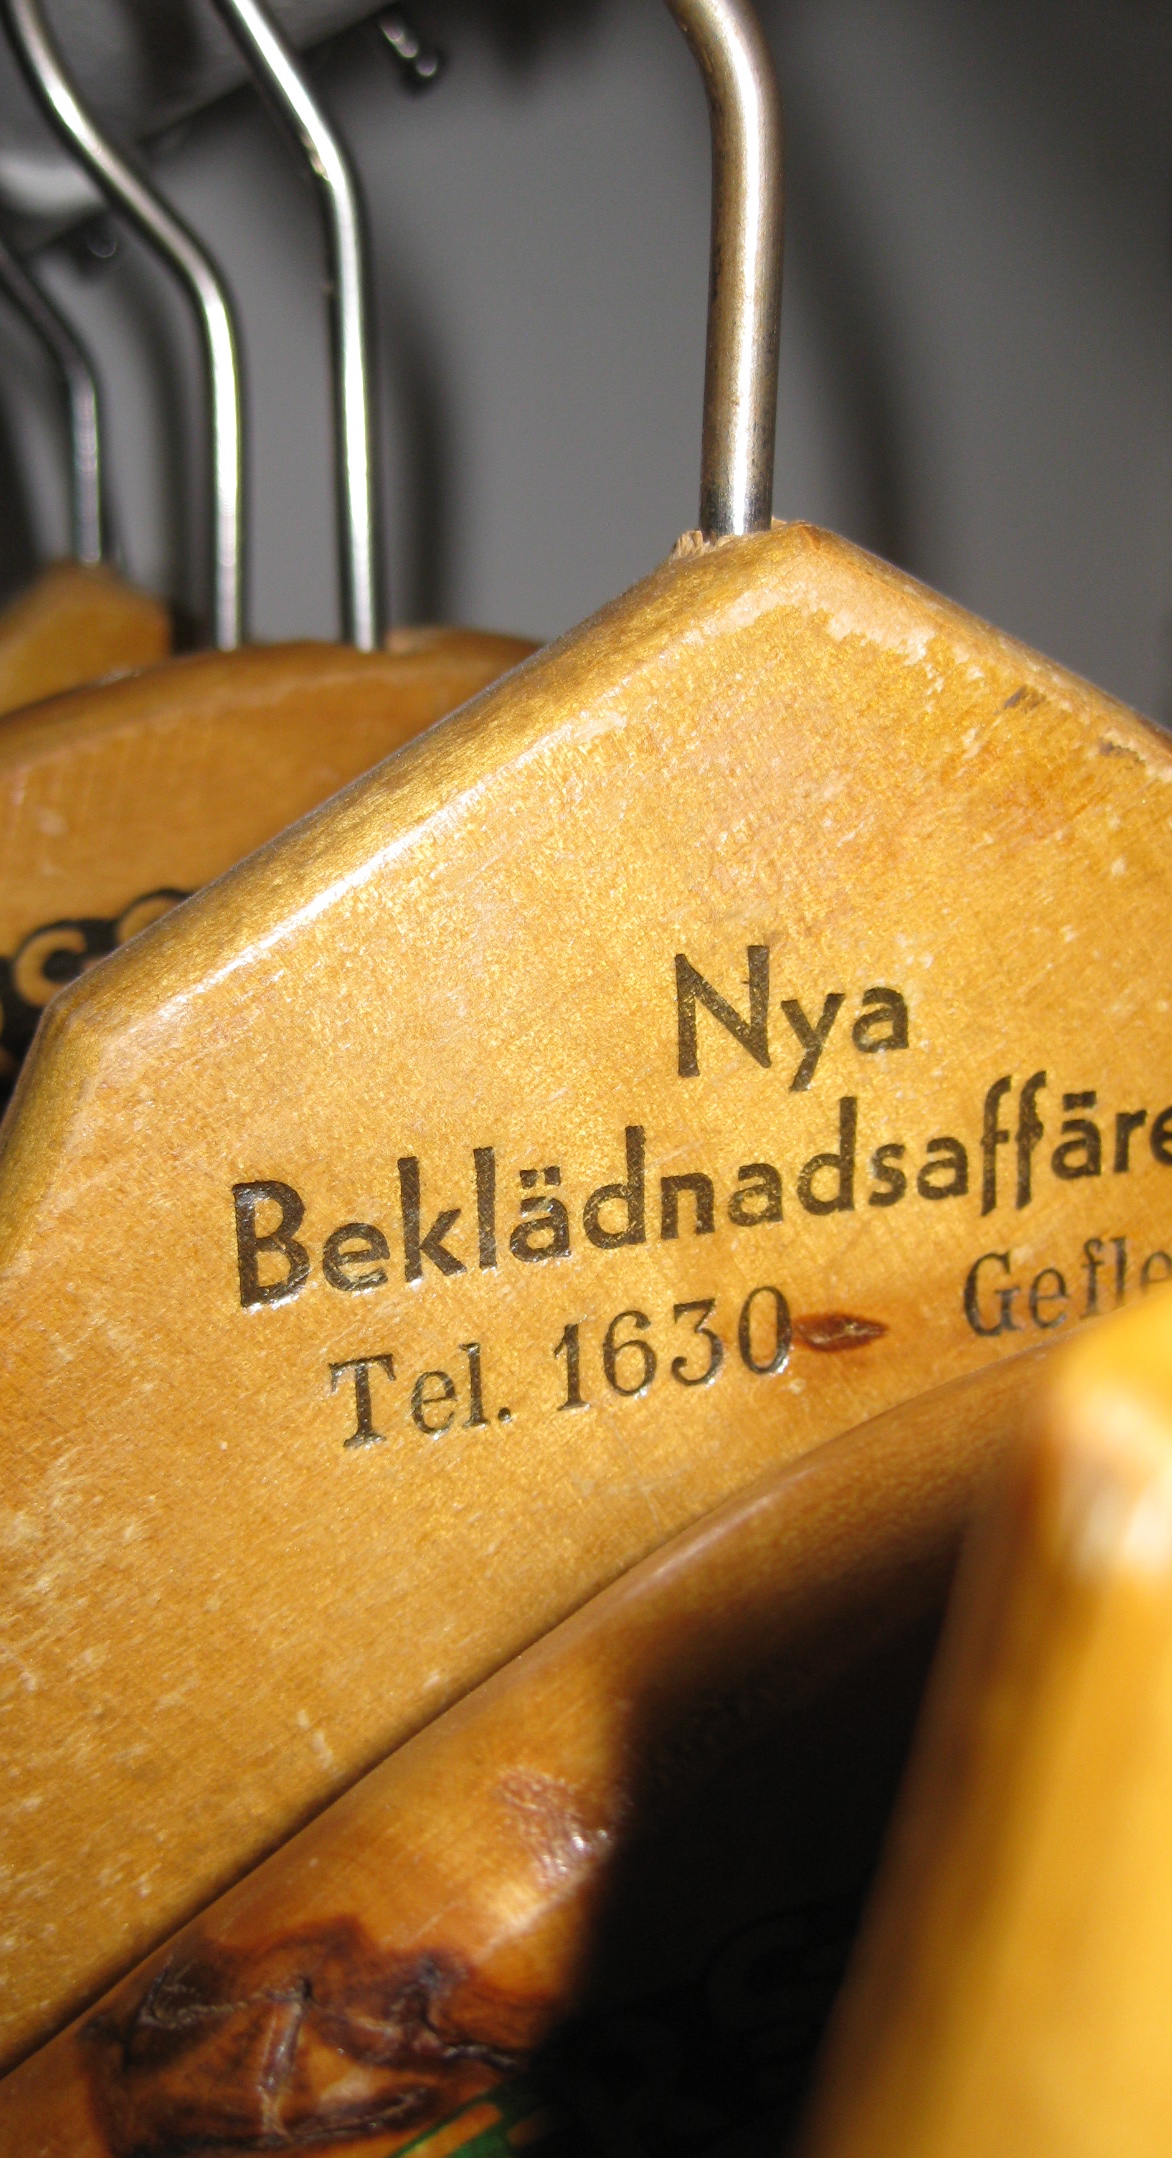 Nya
Beklädnadsaffäre
Tel. 1630 Gefle